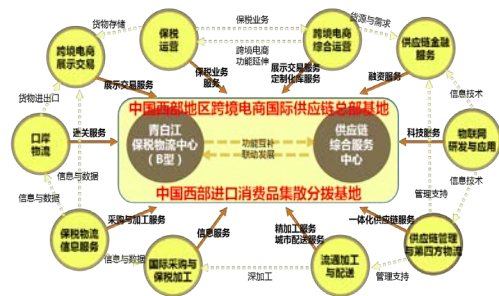 保税业务
货物存储
货源与需求
保税
运营
跨境电商
综合运营
跨境电商
展示交易
跨境电商
功能延伸
供应链金融
服务
展示交易服务
保税业务
服务
展示交易服务
定制化库服务
融资服务
信息技术
货物进出口
中国西部地区跨境电商国际供应链总部基地
口岸
物流
通关服务
青白江
保税物流中心
（B型）
功能互补
联动发展
供应链
综合服务
中心
科技服务
物联网
研发与应用
信息与数据
信息与数据
信息技术
管理支持
中国西部进口消费品集散分拨基地
采购与加工服务
信息服务
精加工服务
城市配送服务
一体化供应链服务
保税物流
信息服务
供应链管理
与第四方物流
信息与数据
国际采购与
保税加工
深加工
流通加工
与配送
管理支持